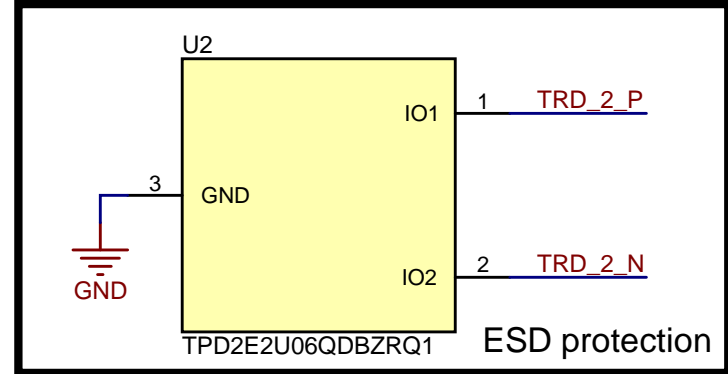 U2
IO1
1
TRD_2_P
3
GND
GND
IO2
2
TRD_2_N
TPD2E2U06QDBZRQ1
ESD protection